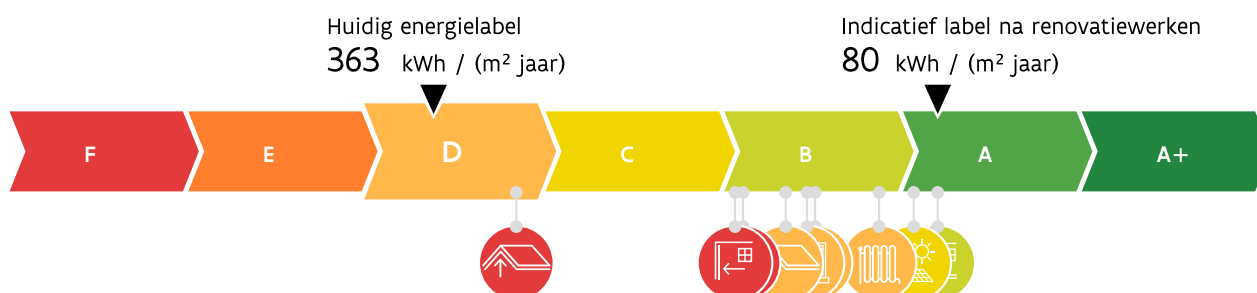 Huidig energielabel
363 kWh / (m² jaar)
Indicatief label na renovatiewerken
80 kWh / (m² jaar)
F E D C B A A+